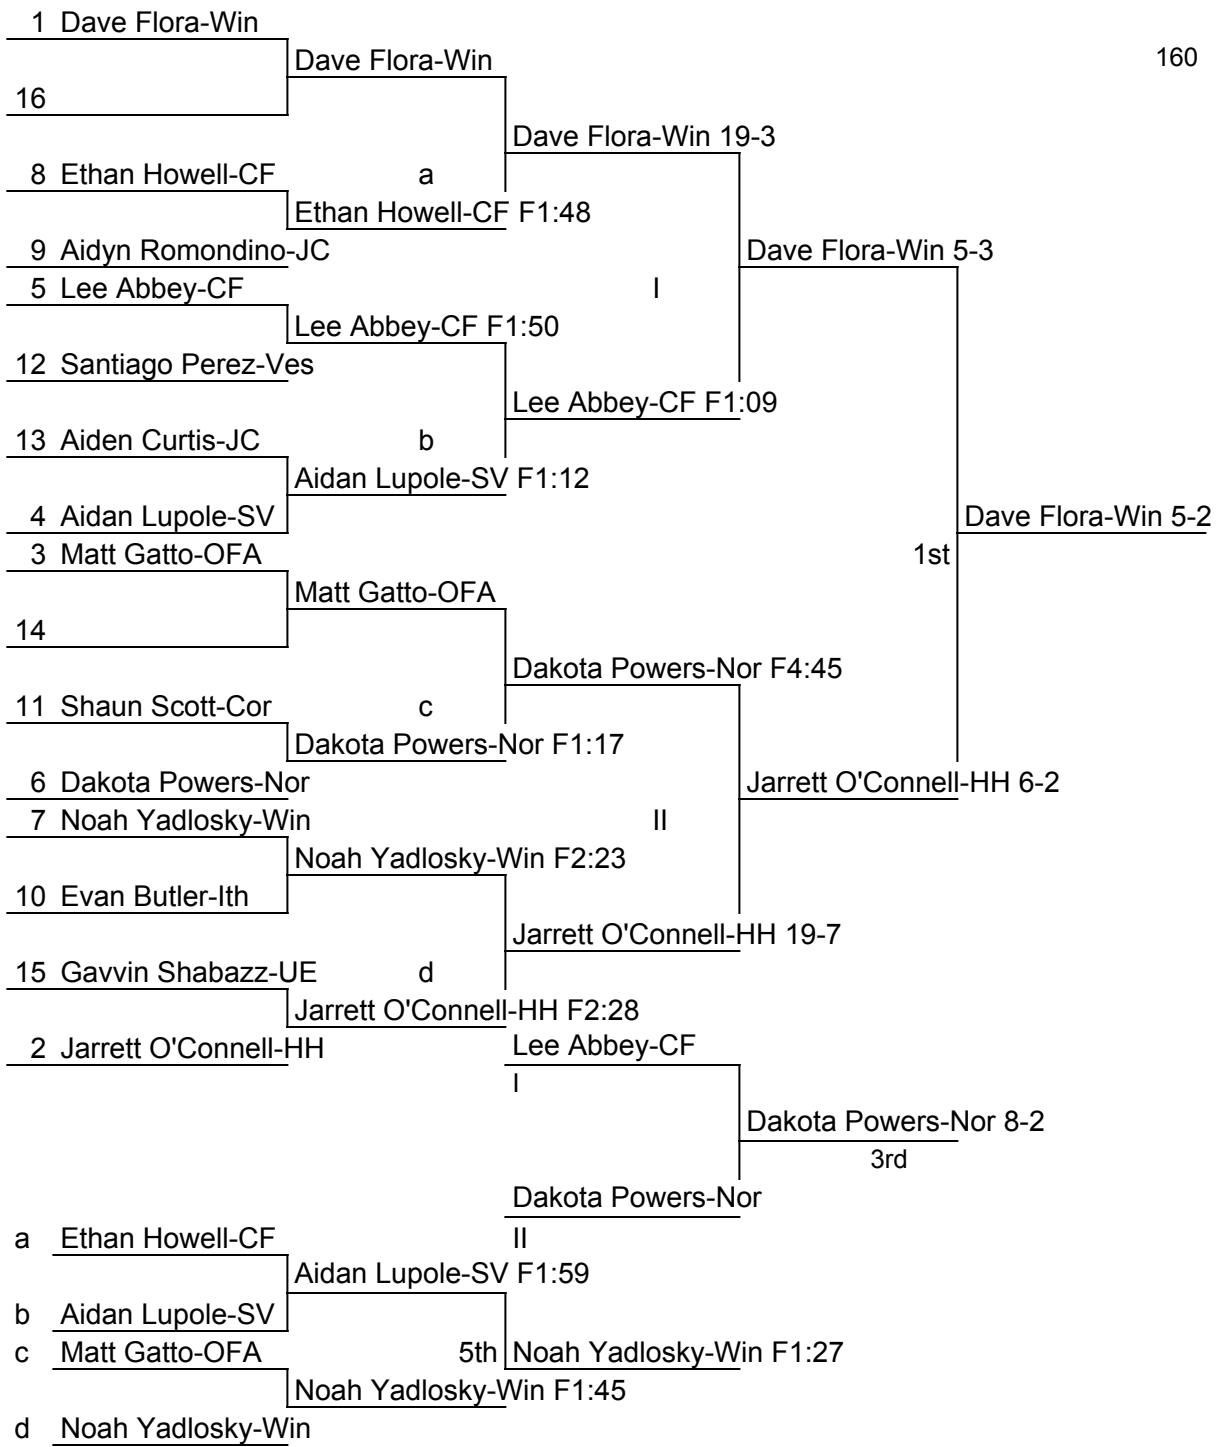 1 Dave Flora-Win
Dave Flora-Win
160
16
Dave Flora-Win 19-3
8 Ethan Howell-CF
a
Ethan Howell-CF F1:48
9 Aidyn Romondino-JC
Dave Flora-Win 5-3
5 Lee Abbey-CF
I
Lee Abbey-CF F1:50
12 Santiago Perez-Ves
Lee Abbey-CF F1:09
13 Aiden Curtis-JC
b
Aidan Lupole-SV F1:12
4 Aidan Lupole-SV
Dave Flora-Win 5-2
3 Matt Gatto-OFA
1st
Matt Gatto-OFA
14
Dakota Powers-Nor F4:45
11 Shaun Scott-Cor
c
Dakota Powers-Nor F1:17
6 Dakota Powers-Nor
Jarrett O'Connell-HH 6-2
7 Noah Yadlosky-Win
II
Noah Yadlosky-Win F2:23
10 Evan Butler-Ith
Jarrett O'Connell-HH 19-7
15 Gavvin Shabazz-UE
d
Jarrett O'Connell-HH F2:28
2 Jarrett O'Connell-HH
Lee Abbey-CF
I
Dakota Powers-Nor 8-2
3rd
Dakota Powers-Nor
a Ethan Howell-CF
II
Aidan Lupole-SV F1:59
b Aidan Lupole-SV
c Matt Gatto-OFA
5th
Noah Yadlosky-Win F1:27
Noah Yadlosky-Win F1:45
d Noah Yadlosky-Win